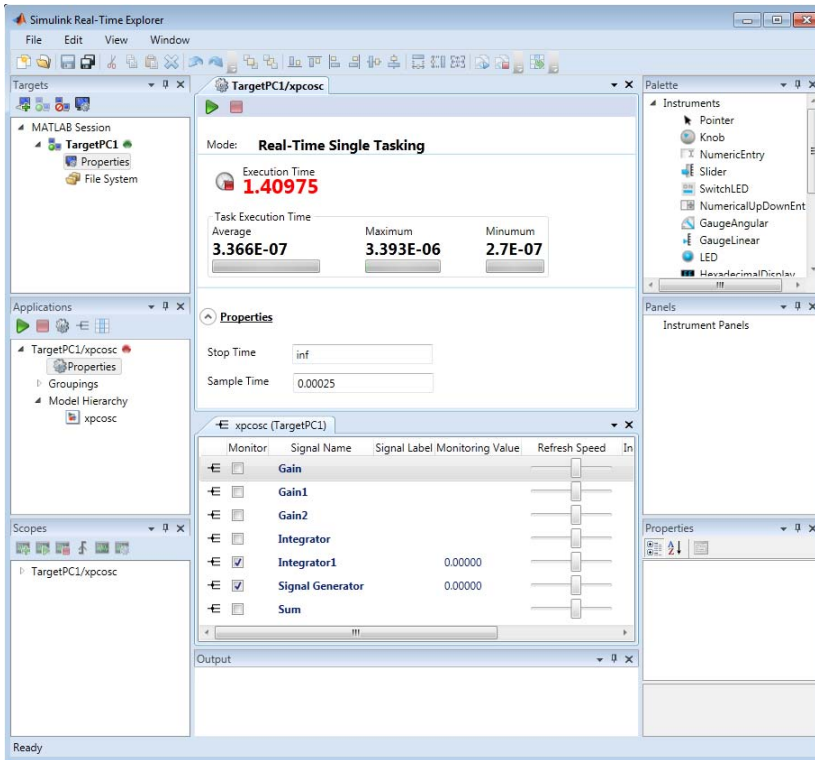 Simulink Real-Time Explorer
File Edit View Window
Targets
MATLAB Session
TargetPC1
Properties
File System
Applications
TargetPC1/xpcosc
Properties
Groupings
Model Hierarchy
xpcosc
Scopes
TargetPC1/xpcosc
TargetPC1/xpcosc
Mode: Real-Time Single Tasking
Execution Time
1.40975
Task Execution Time
Average Maximum Minumum
3.366E-07 3.393E-06 2.7E-07
Properties
Stop Time inf
Sample Time 0.00025
xpcosc (TargetPC1)
Monitor Signal Name Signal Label Monitoring Value Refresh Speed In
Gain
Gain1
Gain2
Integrator
Integrator1 0.00000
Signal Generator 0.00000
Sum
Output
Palette
Instruments
Pointer
Knob
NumericEntry
Slider
SwitchLED
NumericalUpDownEnt
GaugeAngular
GaugeLinear
LED
HexadecimalDisplay
Panels
Instrument Panels
Properties
Ready